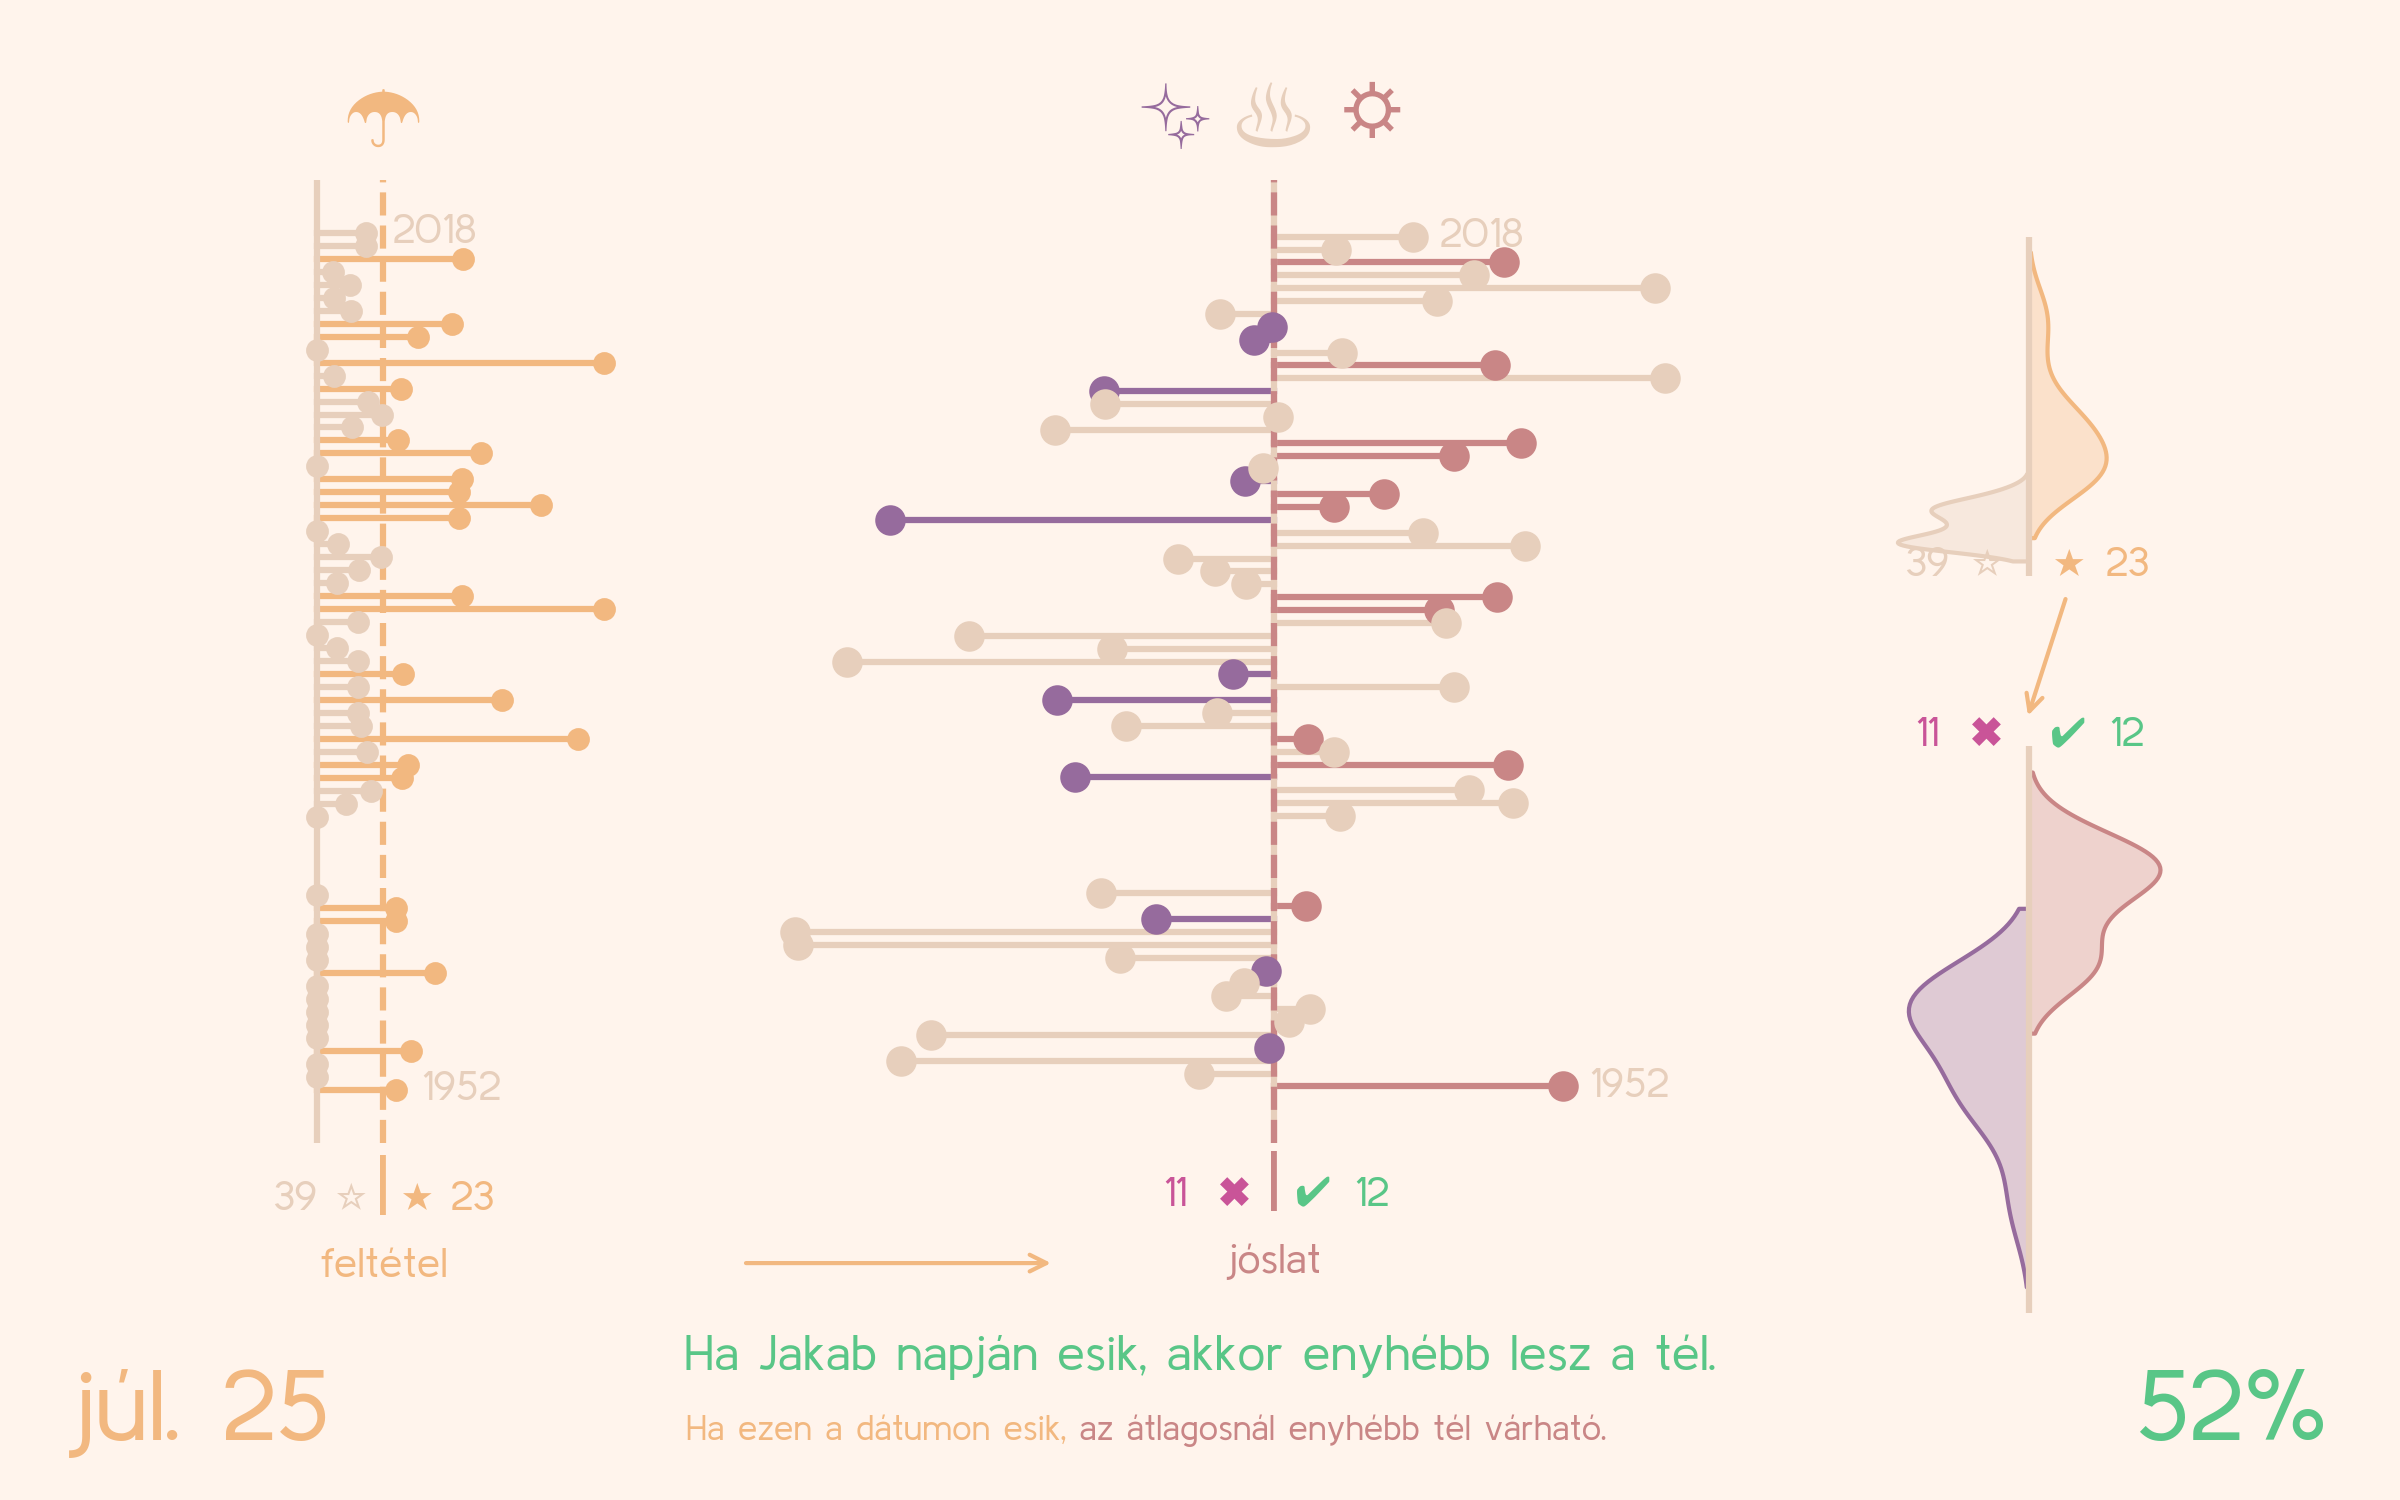 2018
2018
39 ☆ ★ 23
11 ✖ ✔ 12
1952
1952
39 ☆ ★ 23
11 ✖ ✔ 12
feltétel
jóslat
Ha Jakab napján esik, akkor enyhébb lesz a tél.
júl. 25
52%
Ha ezen a dátumon esik, az átlagosnál enyhébb tél várható.